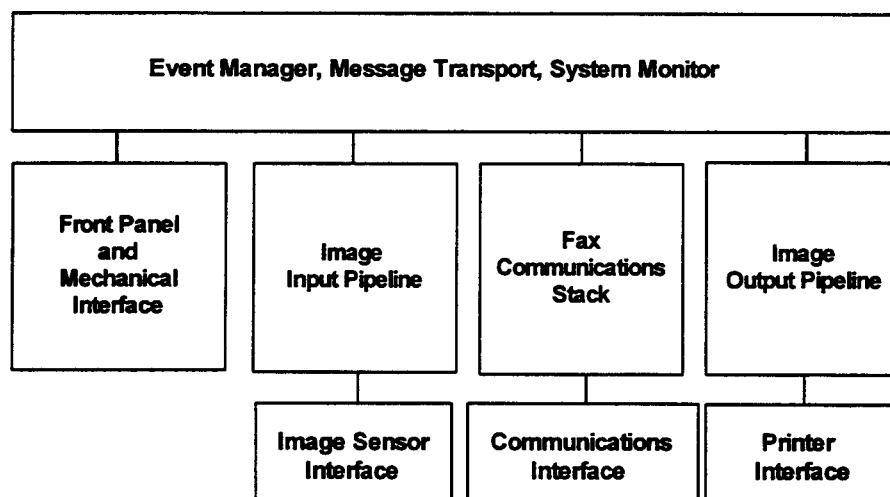 Event Manager, Message Transport, System Monitor
Front Panel
and
Mechanical
Interface
Image
Input Pipeline
Fax
Communications
Stack
Image
Output Pipeline
Image Sensor
Interface
Communications
Interface
Printer
Interface